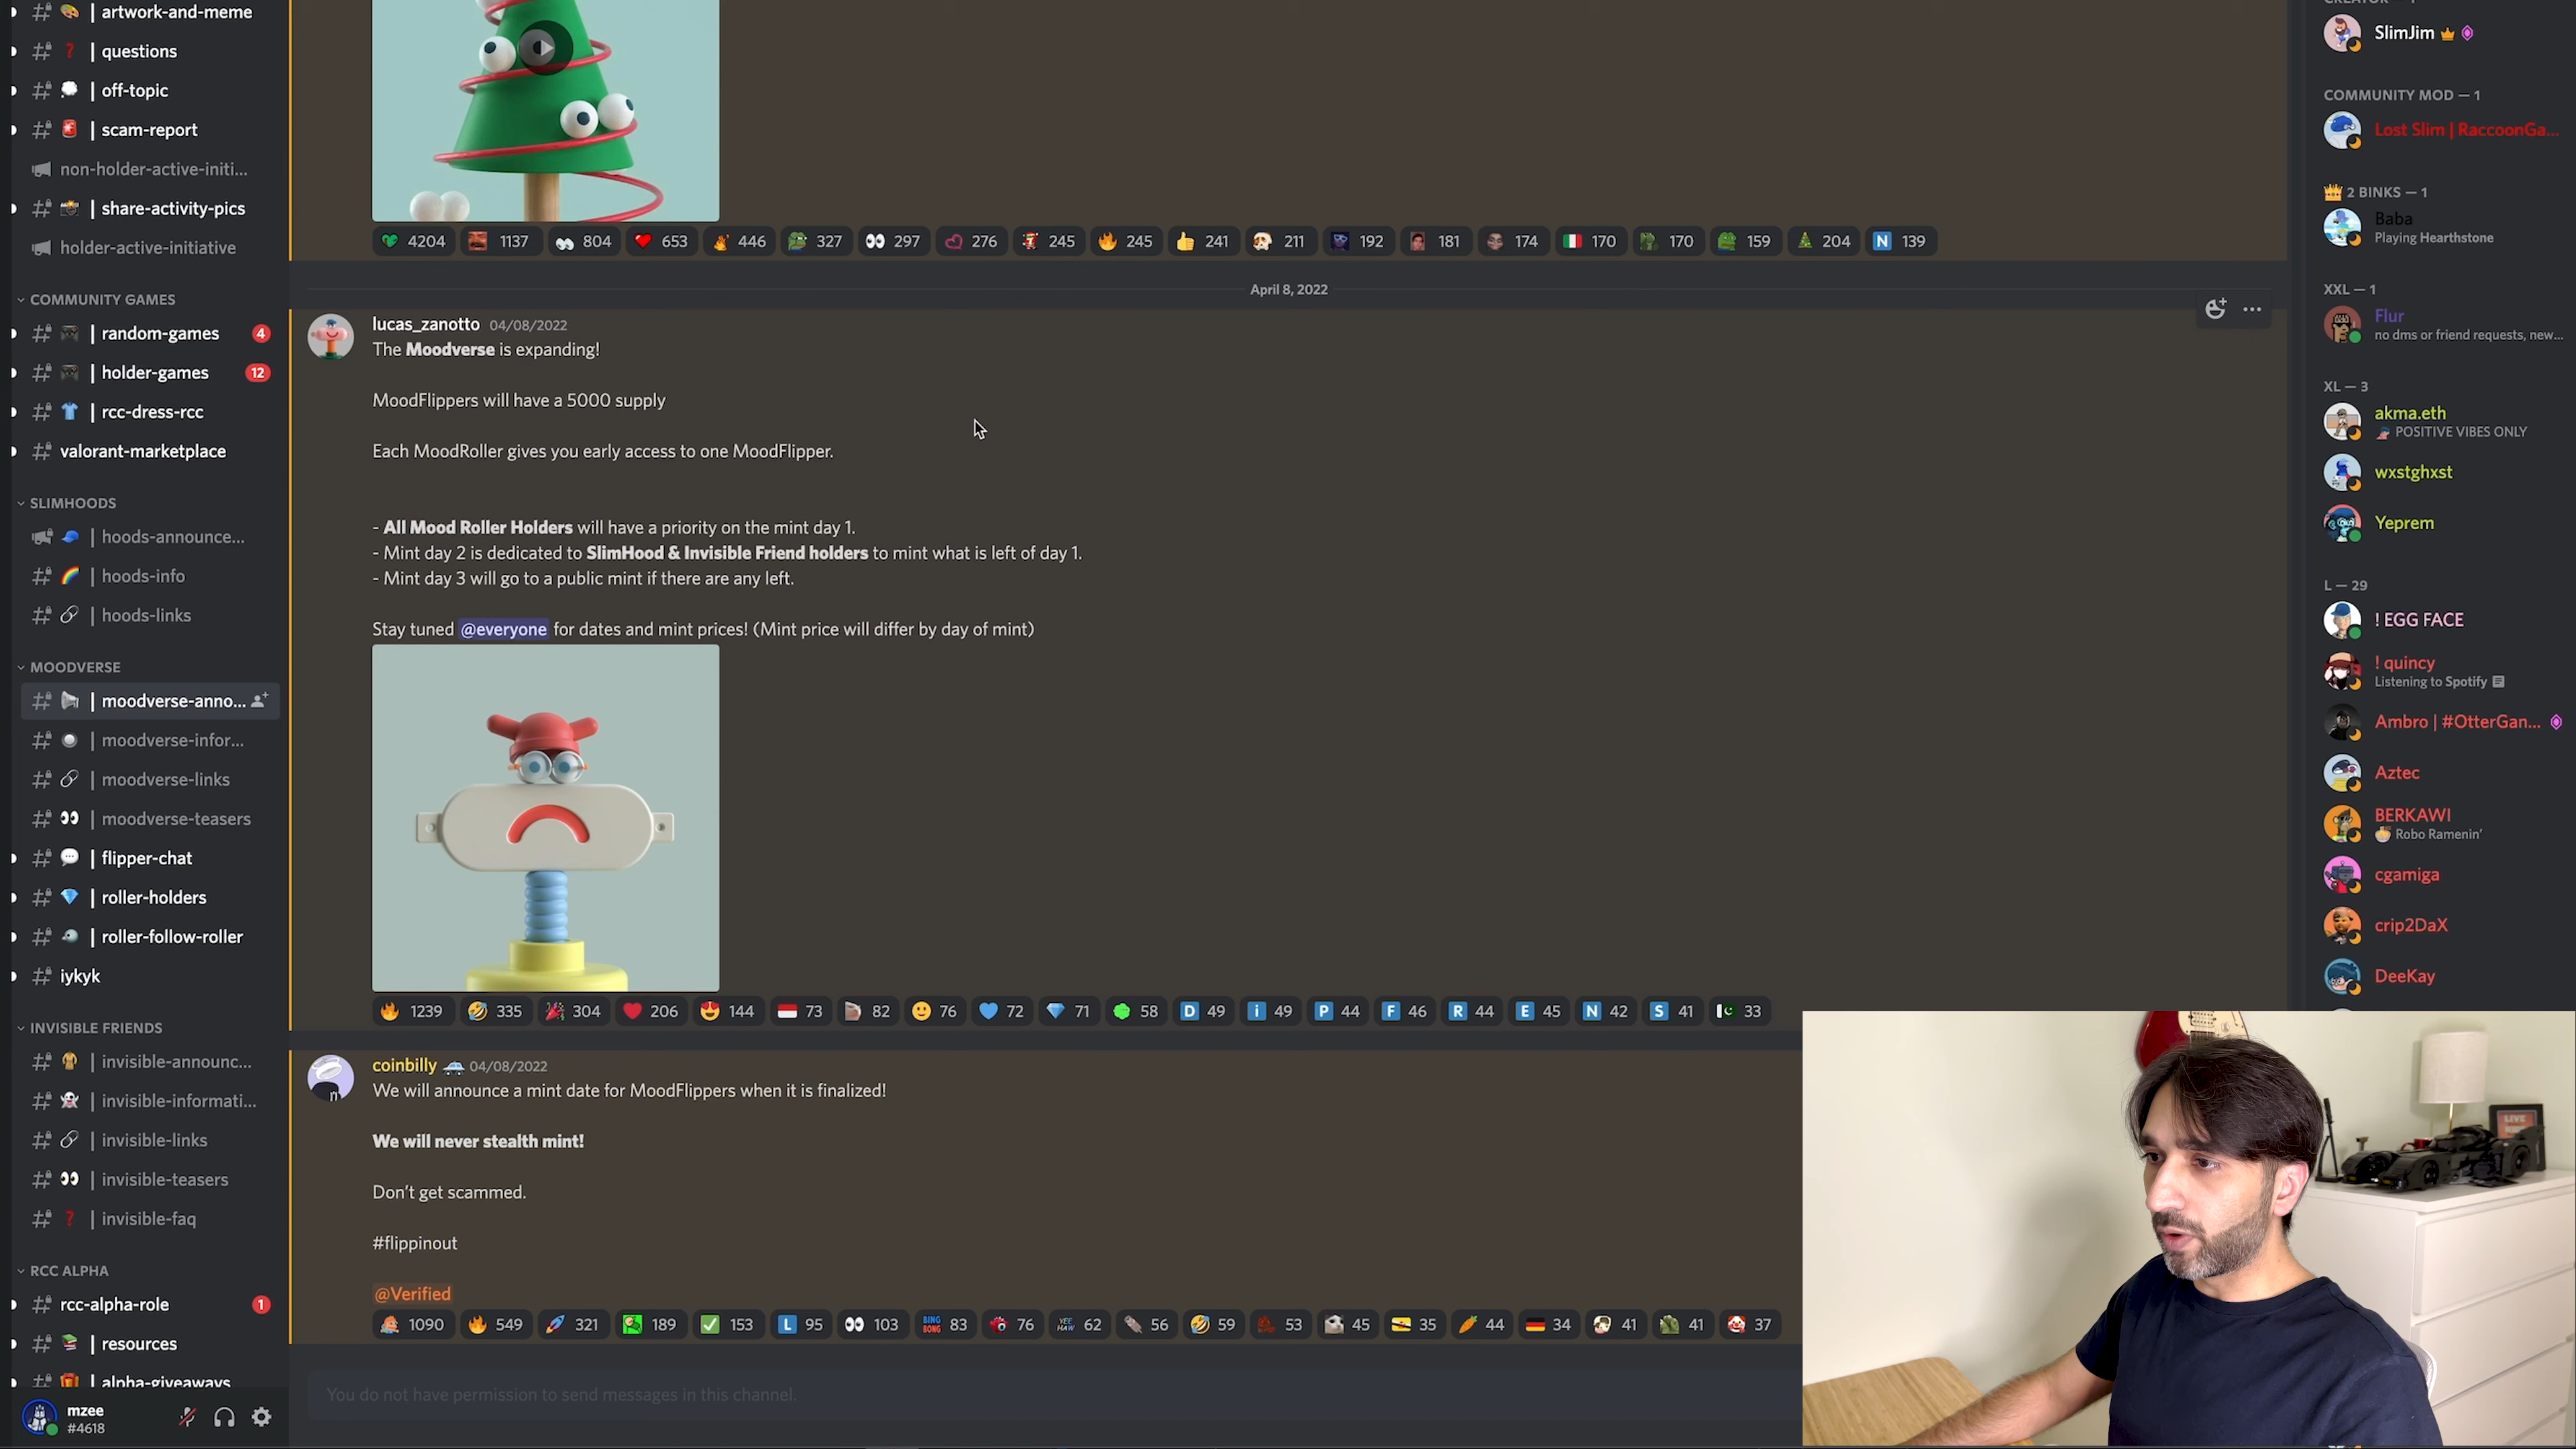 artwork-and-meme
questions
off-topic
scam-report
non-holder-active-initi...
share-activity-pics
holder-active-initiative
COMMUNITY GAMES
random-games 4
holder-games 12
rcc-dress-rcc
valorant-marketplace
SLIMHOODS
hoods-announce...
hoods-info
hoods-links
MOODVERSE
moodverse-anno...
moodverse-infor...
moodverse-links
moodverse-teasers
flipper-chat
roller-holders
roller-follow-roller
iykyk
INVISIBLE FRIENDS
invisible-announc...
invisible-informati...
invisible-links
invisible-teasers
invisible-faq
RCC ALPHA
rcc-alpha-role 1
resources
alpha-giveaways
mzee
#4618
4204 1137 804 653 446 327 297 276 245 245 241 211 192 181 174 170 170 159 204 N 139
April 8, 2022
lucas_zanotto 04/08/2022
The Moodverse is expanding!
MoodFlippers will have a 5000 supply
Each MoodRoller gives you early access to one MoodFlipper.
- All Mood Roller Holders will have a priority on the mint day 1.
- Mint day 2 is dedicated to SlimHood & Invisible Friend holders to mint what is left of day 1.
- Mint day 3 will go to a public mint if there are any left.
Stay tuned @everyone for dates and mint prices! (Mint price will differ by day of mint)
1239 335 304 206 144 73 82 76 72 71 58 D 49 i 49 P 44 F 46 R 44 E 45 N 42 S 41 33
coinbilly 04/08/2022
We will announce a mint date for MoodFlippers when it is finalized!
We will never stealth mint!
Don't get scammed.
#flippinout
@Verified
1090 549 321 189 153 L 95 103 BING BONG 83 76 YEE HAW 62 56 59 53 45 35 44 34 41 41 37
You do not have permission to send messages in this channel.
CREATOR — 1
SlimJim
COMMUNITY MOD — 1
Lost Slim | RaccoonGa...
2 BINKS — 1
Baba
Playing Hearthstone
XXL — 1
Flur
no dms or friend requests, new...
XL — 3
akma.eth
POSITIVE VIBES ONLY
wxstghxst
Yeprem
L — 29
! EGG FACE
! quincy
Listening to Spotify
Ambro | #OtterGan...
Aztec
BERKAWI
Robo Ramenin'
cgamiga
crip2DaX
DeeKay
LIVE